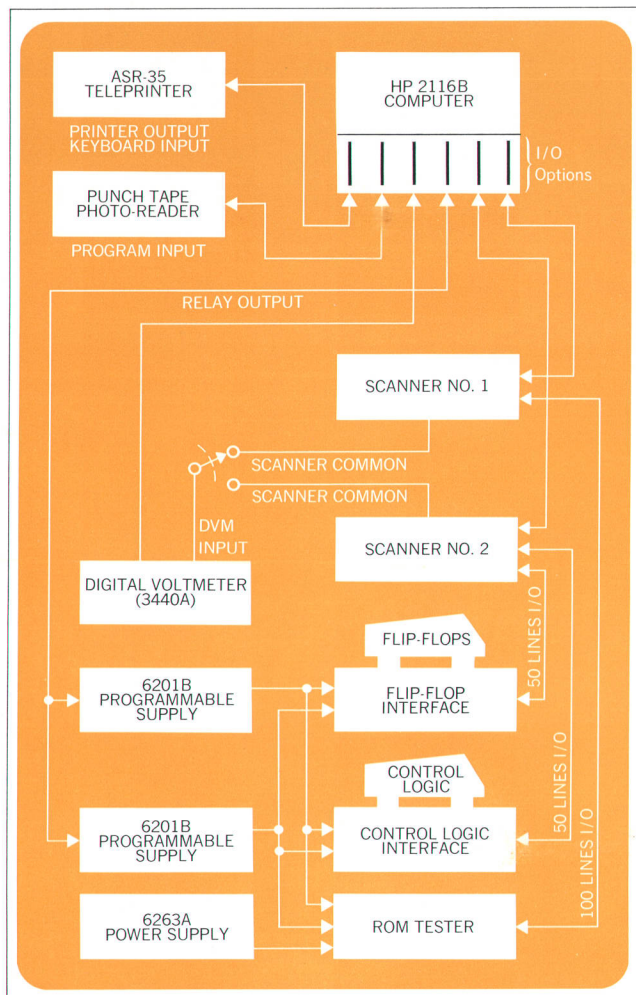 ASR-35
TELEPRINTER
PRINTER OUTPUT
KEYBOARD INPUT
HP 2116B
COMPUTER
I/O
Options
PUNCH TAPE
PHOTO-READER
PROGRAM INPUT
RELAY OUTPUT
SCANNER NO. 1
SCANNER COMMON
SCANNER COMMON
DVM
INPUT
SCANNER NO. 2
DIGITAL VOLTMETER
(3440A)
50 LINES I/O
FLIP-FLOPS
6201B
PROGRAMMABLE
SUPPLY
FLIP-FLOP
INTERFACE
50 LINES I/O
CONTROL
LOGIC
6201B
PROGRAMMABLE
SUPPLY
CONTROL LOGIC
INTERFACE
100 LINES I/O
6263A
POWER SUPPLY
ROM TESTER